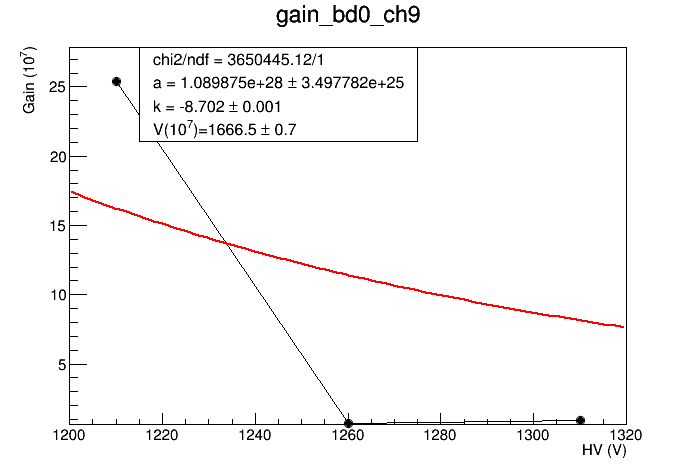 gain_bd0_ch9
chi2/ndf = 3650445.12/1
a = 1.089875e+28 ± 3.497782e+25
k = -8.702 ± 0.001
V(10⁷)=1666.5 ± 0.7
Gain (10⁷)
25
20
15
10
5
1200 1220 1240 1260 1280 1300 1320
HV (V)